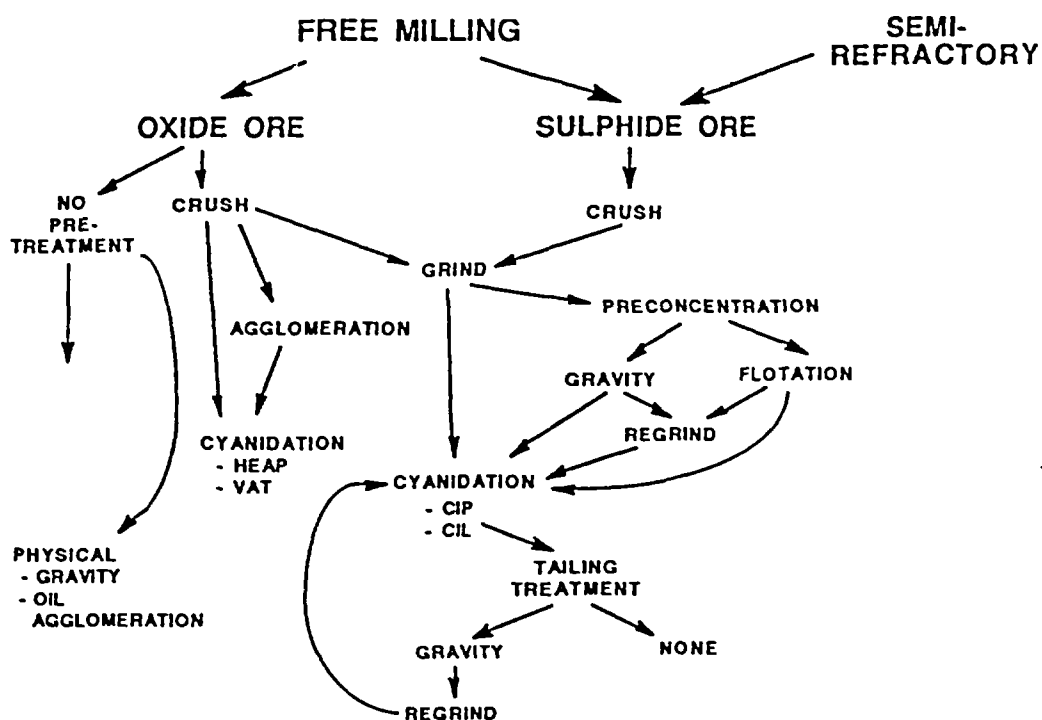 FREE MILLING
SEMI-
REFRACTORY
OXIDE ORE
SULPHIDE ORE
NO
PRE-
TREATMENT
CRUSH
CRUSH
GRIND
PRECONCENTRATION
AGGLOMERATION
GRAVITY
FLOTATION
REGRIND
CYANIDATION
- HEAP
- VAT
CYANIDATION
- CIP
- CIL
PHYSICAL
- GRAVITY
- OIL
AGGLOMERATION
TAILING
TREATMENT
GRAVITY
NONE
REGRIND